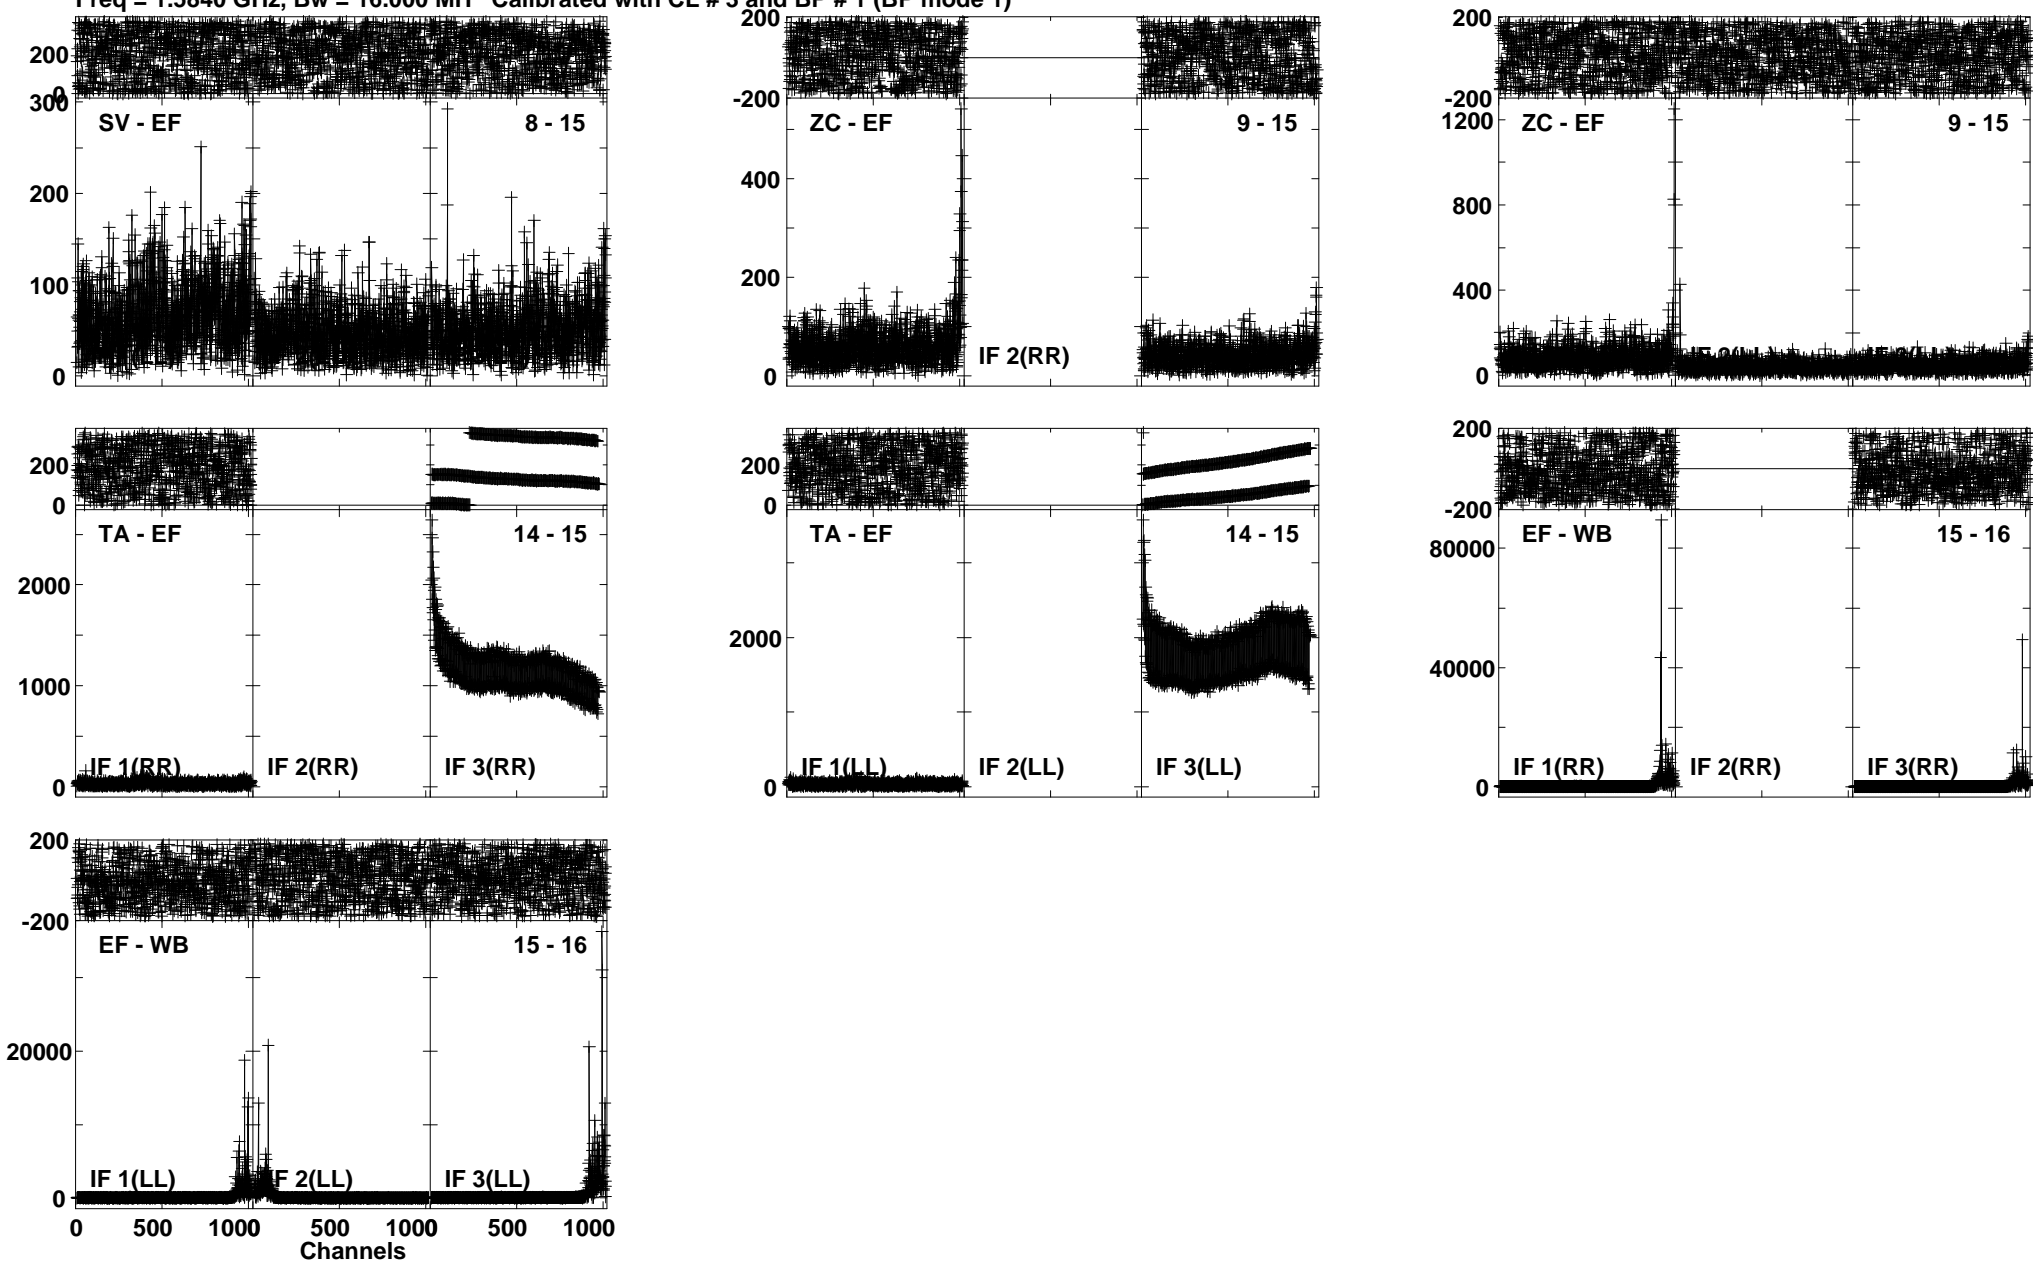 Freq = 1.5840 GHz, Bw = 16.000 MH Calibrated with CL # 3 and BP # 1 (BP mode 1)
200
0
300
SV - EF
8 - 15
200
100
0
200
-200
ZC - EF
9 - 15
400
200
0
IF 2(RR)
200
-200
1200
ZC - EF
9 - 15
800
400
0
200
0
TA - EF
14 - 15
2000
1000
0
IF 1(RR)
IF 2(RR)
IF 3(RR)
200
0
TA - EF
14 - 15
2000
0
IF 1(LL)
IF 2(LL)
IF 3(LL)
200
-200
EF - WB
15 - 16
80000
40000
0
IF 1(RR)
IF 2(RR)
IF 3(RR)
200
-200
EF - WB
15 - 16
20000
0
IF 1(LL)
IF 2(LL)
IF 3(LL)
0 500 1000 500 1000 500 1000
Channels